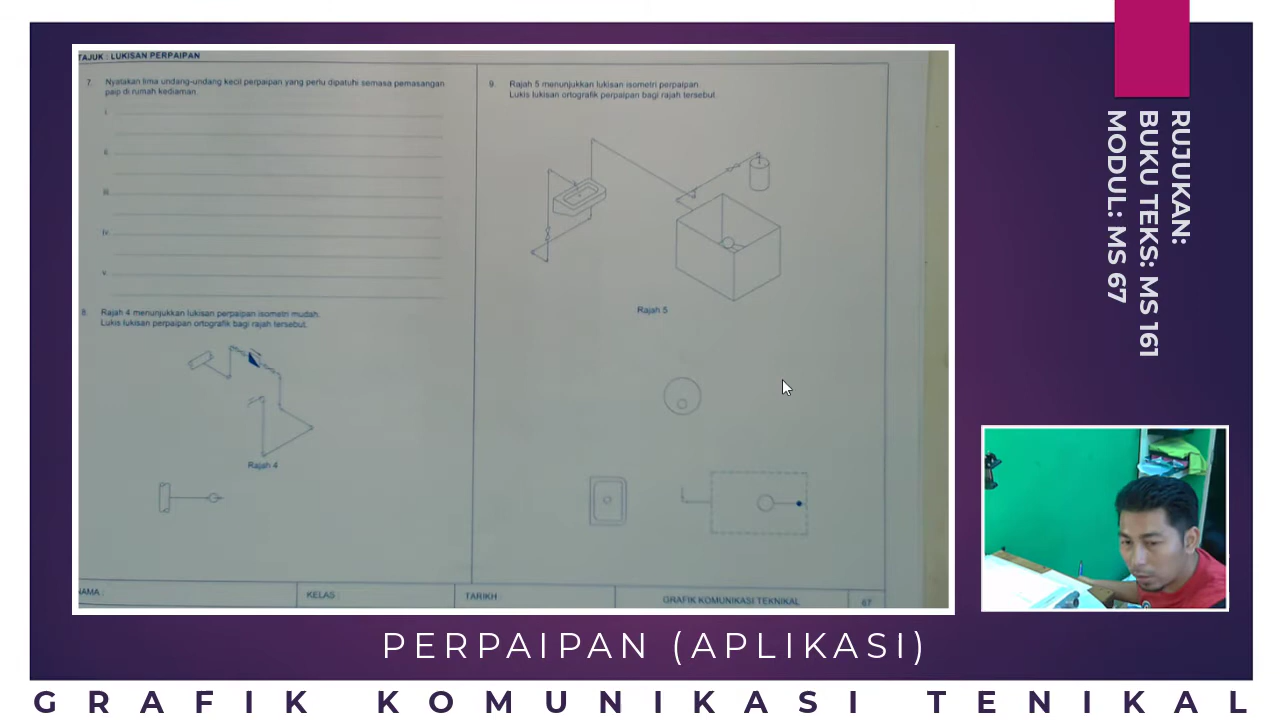 TAJUK : LUKISAN PERPAIPAN
7. Nyatakan lima undang-undang kecil perpaipan yang perlu dipatuhi semasa pemasangan
paip di rumah kediaman.
i.
ii.
iii.
iv.
v.
8. Rajah 4 menunjukkan lukisan perpaipan isometri mudah.
Lukis lukisan perpaipan ortografik bagi rajah tersebut.
Rajah 4
9. Rajah 5 menunjukkan lukisan isometri perpaipan.
Lukis lukisan ortografik perpaipan bagi rajah tersebut.
Rajah 5
NAMA :
KELAS :
TARIKH
GRAFIK KOMUNIKASI TEKNIKAL
67
RUJUKAN:
BUKU TEKS: MS 161
MODUL: MS 67
PERPAIPAN (APLIKASI)
GRAFIK KOMUNIKASI TENIKAL